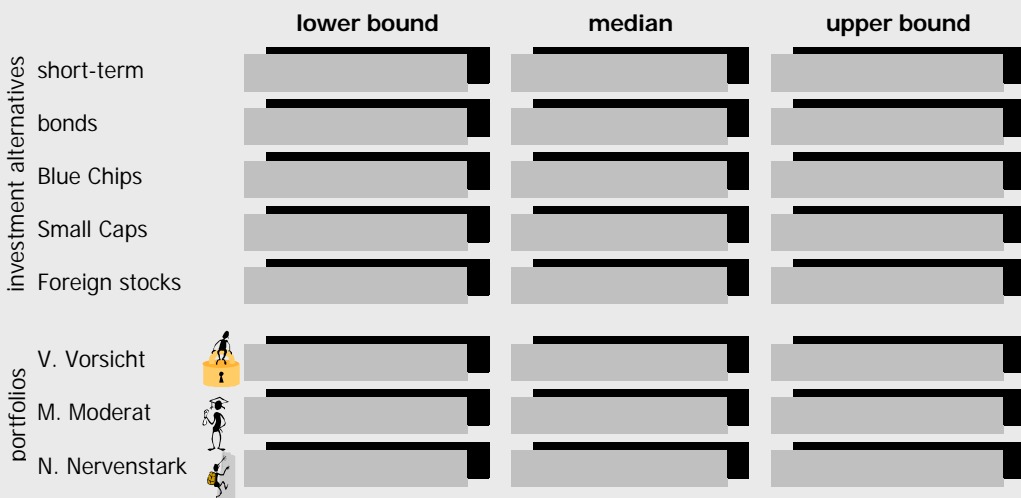 lower bound median upper bound
investment alternatives
short-term
bonds
Blue Chips
Small Caps
Foreign stocks
portfolios
V. Vorsicht
M. Moderat
N. Nervenstark